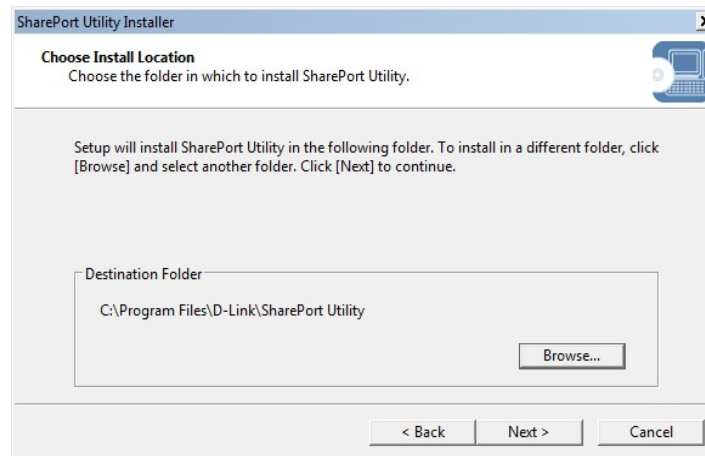 SharePort Utility Installer
Choose Install Location
Choose the folder in which to install SharePort Utility.
Setup will install SharePort Utility in the following folder. To install in a different folder, click
[Browse] and select another folder. Click [Next] to continue.
Destination Folder
C:\Program Files\D-Link\SharePort Utility
Browse...
< Back
Next >
Cancel